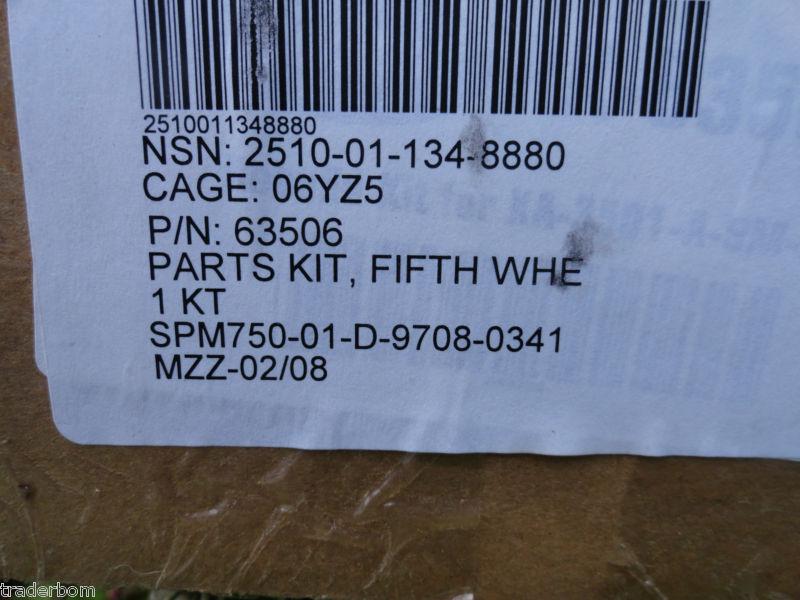 2510011348880
NSN: 2510-01-134-8880
CAGE: 06YZ5
P/N: 63506
PARTS KIT, FIFTH WHE
1 KT
SPM750-01-D-9708-0341
MZZ-02/08
traderbom